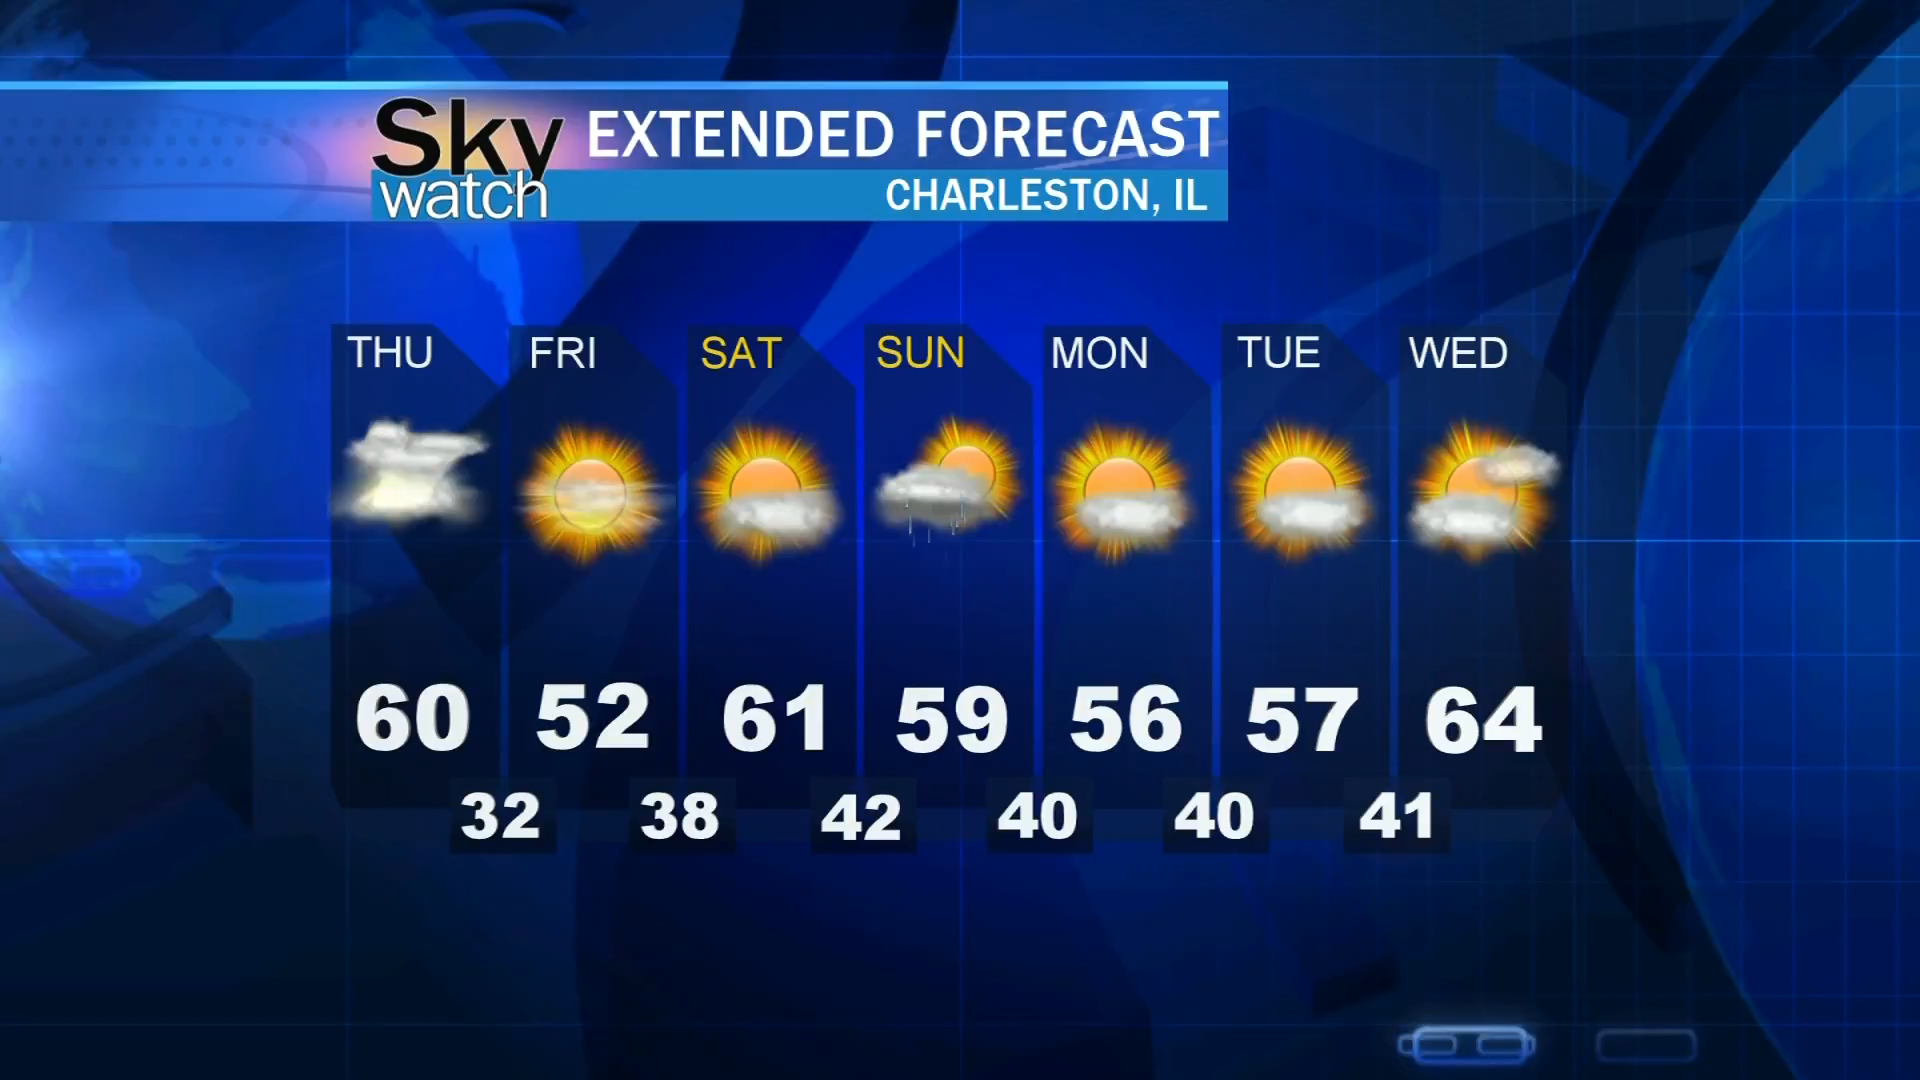 Sky watch
EXTENDED FORECAST
CHARLESTON, IL
THU FRI SAT SUN MON TUE WED
60 52 61 59 56 57 64
32 38 42 40 40 41